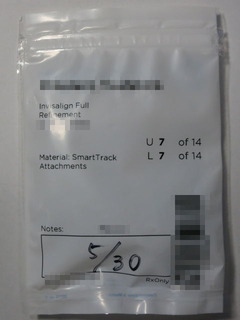 Invisalign Full
Refinement
U 7 of 14
L 7 of 14
Material: SmartTrack
Attachments
Notes:
5/30
RxOnly